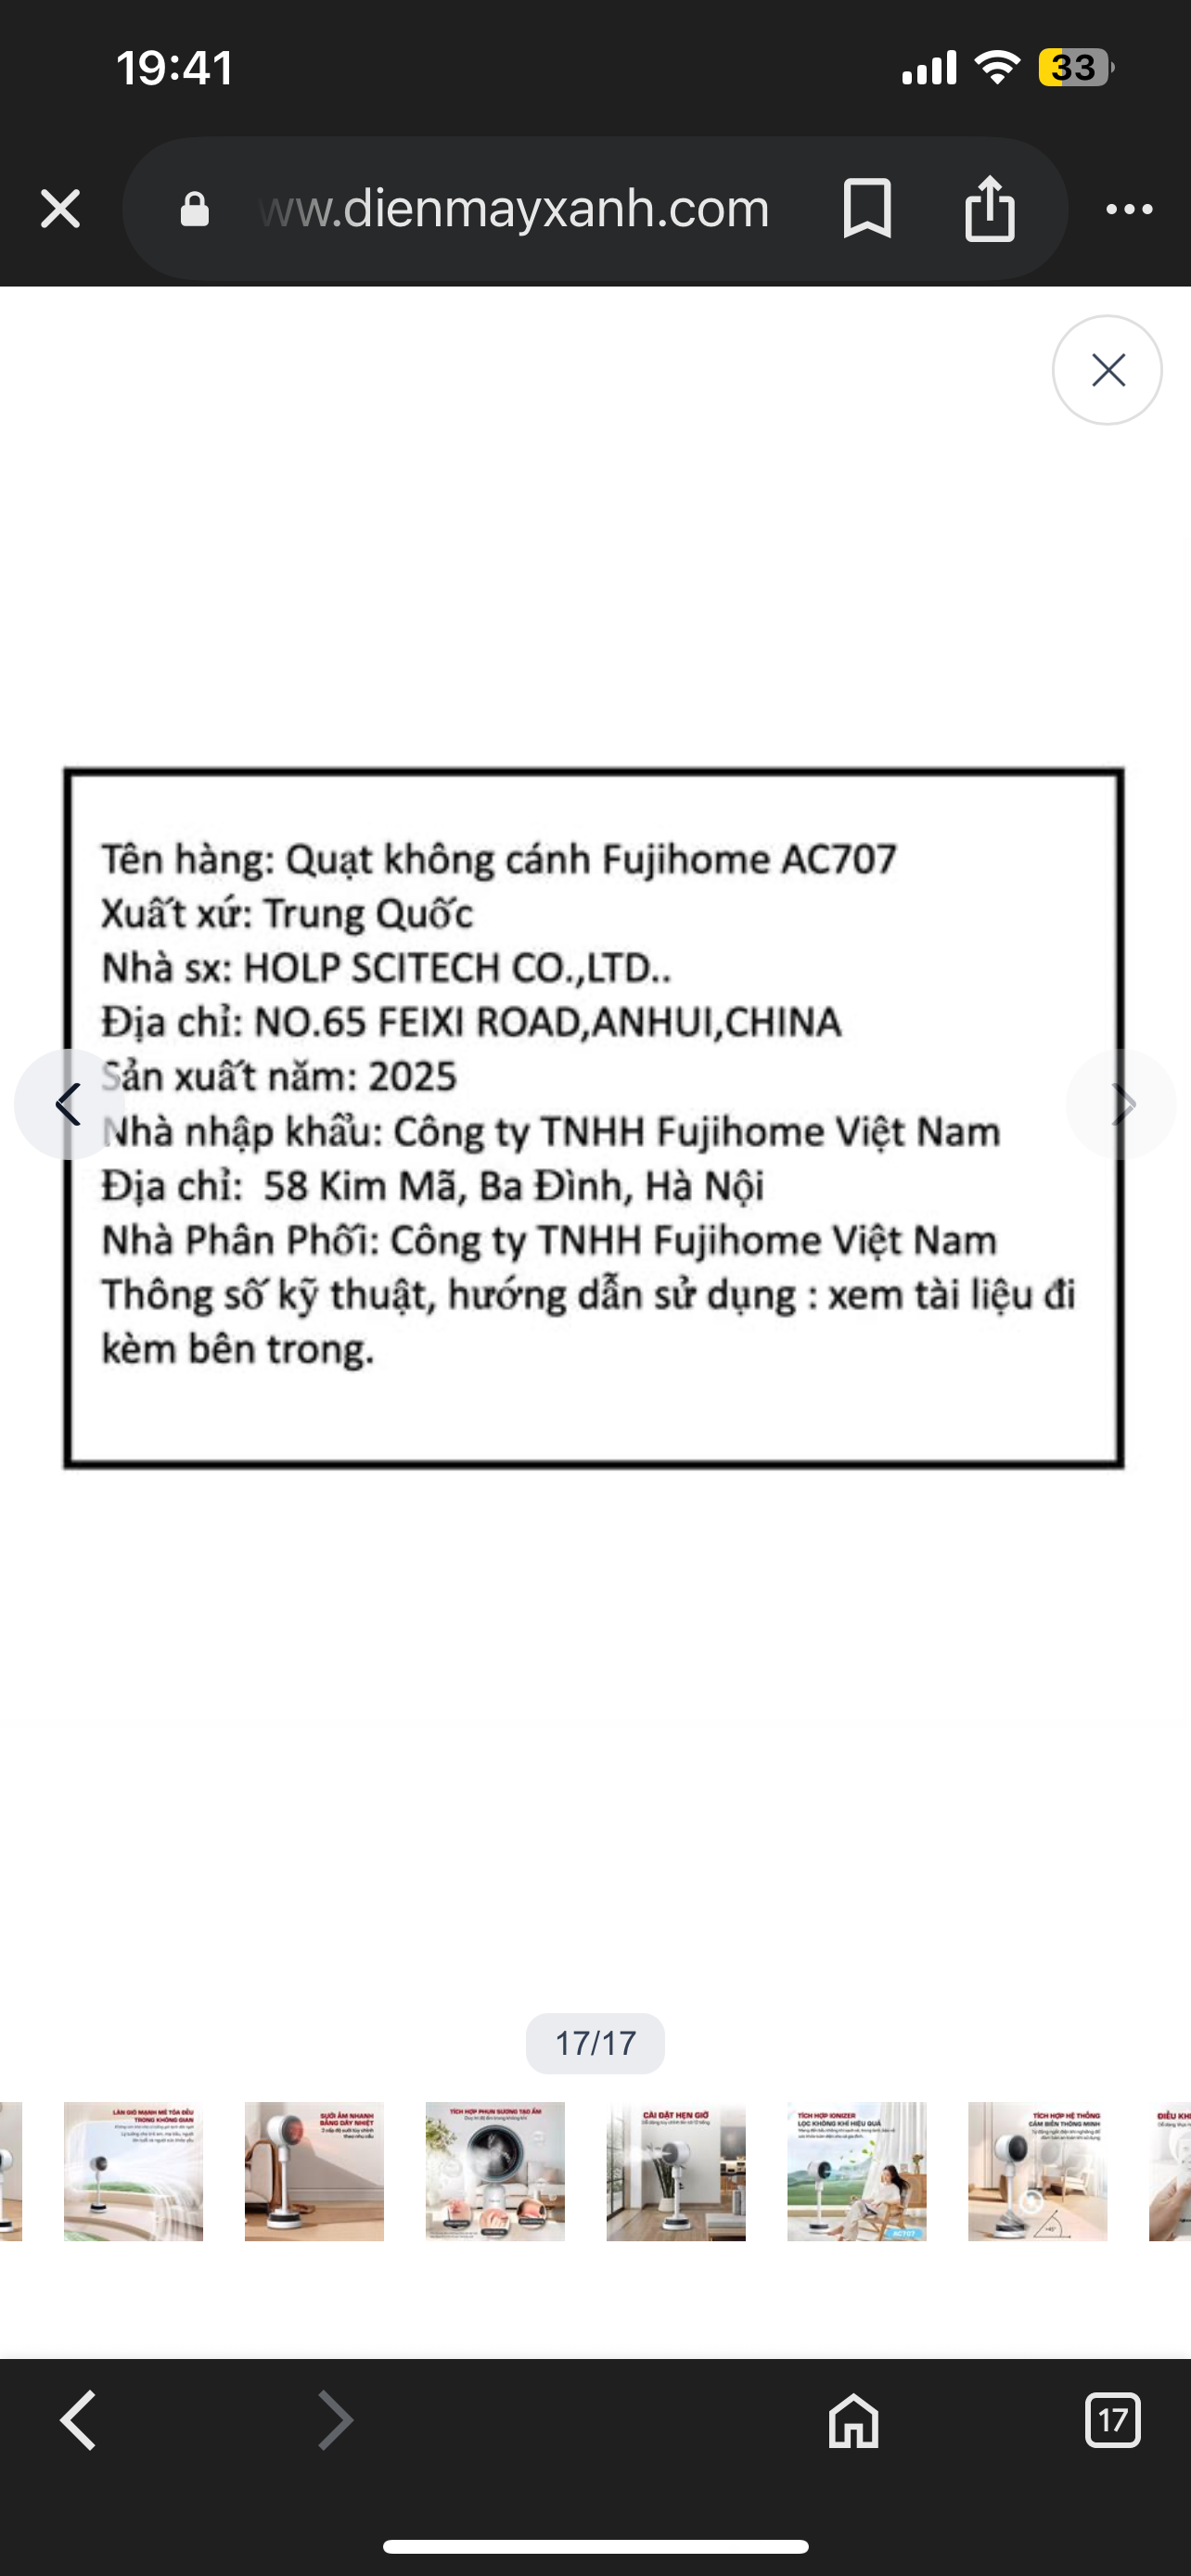 19:41
33
ww.dienmayxanh.com
Tên hàng: Quạt không cánh Fujihome AC707
Xuất xứ: Trung Quốc
Nhà sx: HOLP SCITECH CO.,LTD..
Địa chỉ: NO.65 FEIXI ROAD,ANHUI,CHINA
Sản xuất năm: 2025
Nhà nhập khẩu: Công ty TNHH Fujihome Việt Nam
Địa chỉ: 58 Kim Mã, Ba Đình, Hà Nội
Nhà Phân Phối: Công ty TNHH Fujihome Việt Nam
Thông số kỹ thuật, hướng dẫn sử dụng : xem tài liệu đi
kèm bên trong.
17/17
LÀN GIÓ MẠNH MẼ TỎA ĐỀU
TRONG KHÔNG GIAN
SƯỞI ẤM NHANH
BẰNG DÂY NHIỆT
TÍCH HỢP PHUN SƯƠNG TẠO ẨM
CÀI ĐẶT HẸN GIỜ
TÍCH HỢP IONIZER
LỌC KHÔNG KHÍ HIỆU QUẢ
AC707
TÍCH HỢP HỆ THỐNG
CẢM BIẾN THÔNG MINH
17